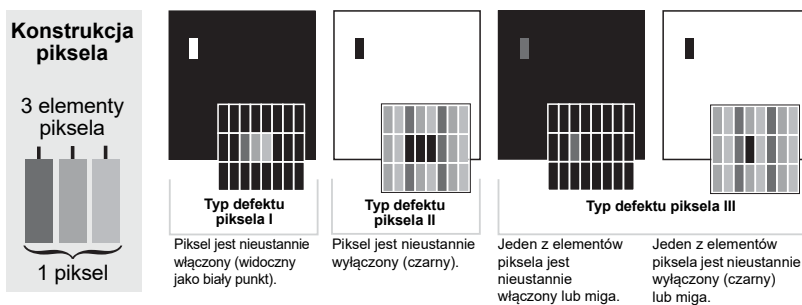 Konstrukcja
piksela
3 elementy
piksela
1 piksel
Typ defektu
piksela I
Piksel jest nieustannie
włączony (widoczny
jako biały punkt).
Typ defektu
piksela II
Piksel jest nieustannie
wyłączony (czarny).
Typ defektu piksela III
Jeden z elementów
piksela jest
nieustannie
włączony lub miga.
Jeden z elementów
piksela jest nieustannie
wyłączony (czarny)
lub miga.